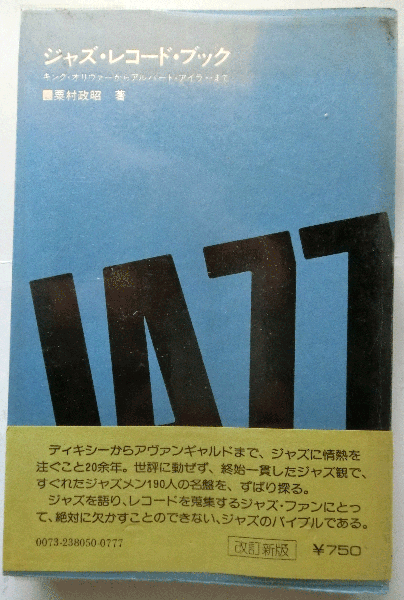 ジャズ・レコード・ブック
キング・オリヴァーからアルバート・アイラーまで
■粟村政昭 著
JAZZ
ディキシーからアヴァンギャルドまで、ジャズに情熱を
注ぐこと20余年。世評に動ぜず、終始一貫したジャズ観で、
すぐれたジャズメン190人の名盤を、ずばり探る。
ジャズを語り、レコードを蒐集するジャズ・ファンにとっ
て、絶対に欠かすことのできない、ジャズのバイブルである。
0073-238050-0777
改訂新版
￥750